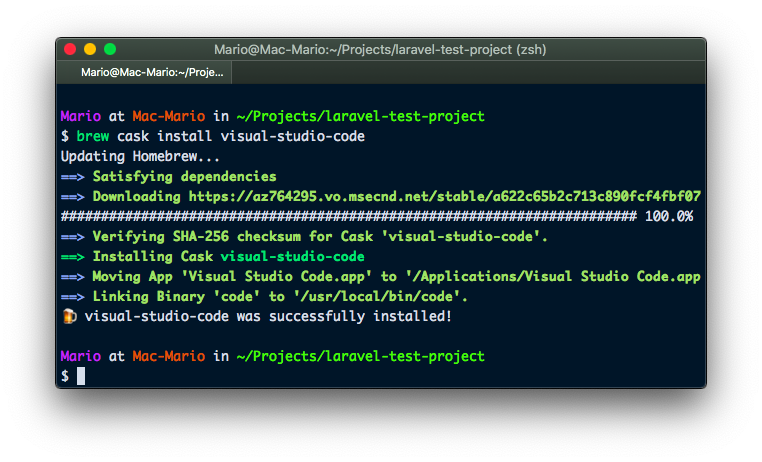 Mario@Mac-Mario:~/Projects/laravel-test-project (zsh)
Mario@Mac-Mario:~/Proje...
Mario at Mac-Mario in ~/Projects/laravel-test-project
$ brew cask install visual-studio-code
Updating Homebrew...
==> Satisfying dependencies
==> Downloading https://az764295.vo.msecnd.net/stable/a622c65b2c713c890fcf4fbf07
######################################################################## 100.0%
==> Verifying SHA-256 checksum for Cask 'visual-studio-code'.
==> Installing Cask visual-studio-code
==> Moving App 'Visual Studio Code.app' to '/Applications/Visual Studio Code.app
==> Linking Binary 'code' to '/usr/local/bin/code'.
🍺 visual-studio-code was successfully installed!
Mario at Mac-Mario in ~/Projects/laravel-test-project
$